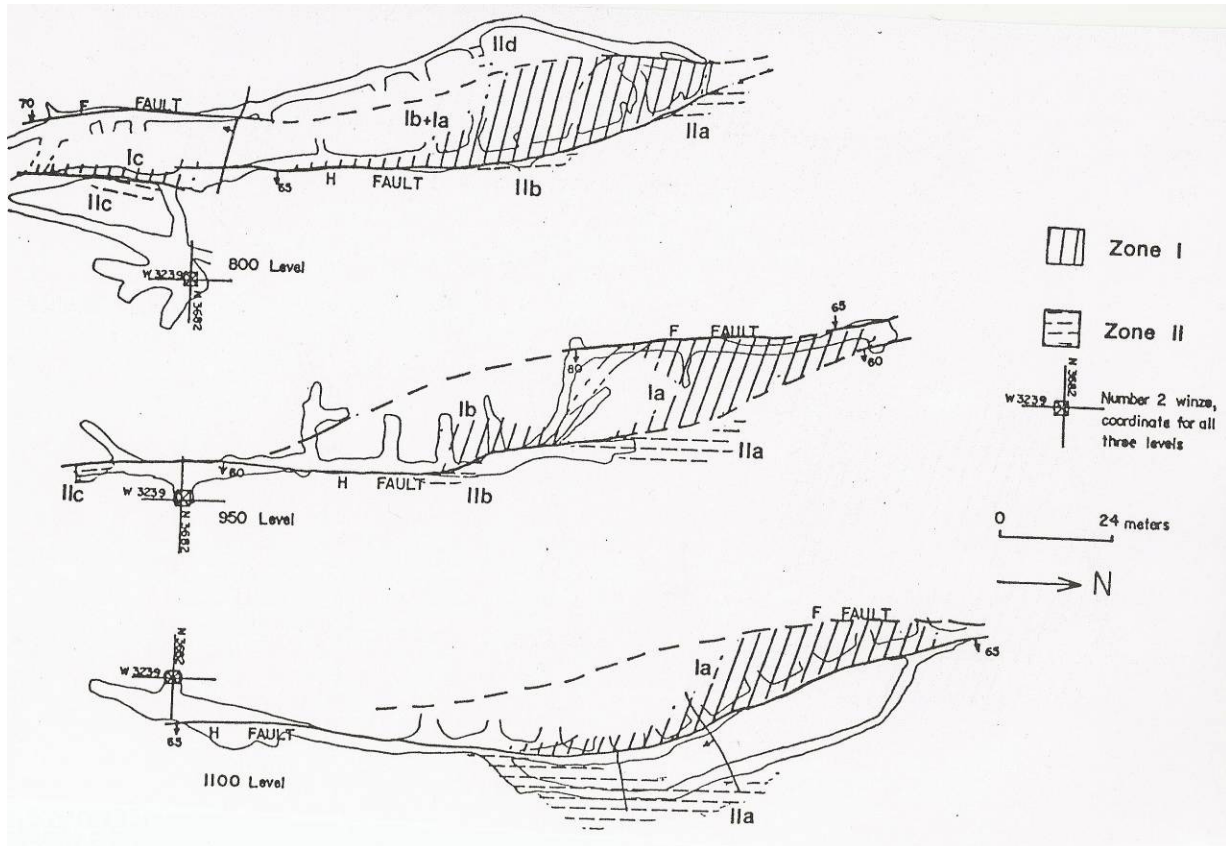 IId
70
F FAULT
Ib+Ia
IIa
Ic
65
H FAULT
IIb
IIc
800 Level
W 3239
N 3682
Zone I
Zone II
N 3682
W 3239
Number 2 winze,
coordinate for all
three levels
65
F FAULT
80
60
Ia
Ib
IIa
60
H FAULT
IIb
IIc
W 3239
N 3682
950 Level
0 24 meters
N
F FAULT
N 3682
W 3239
Ia
65
65
H FAULT
1100 Level
IIa